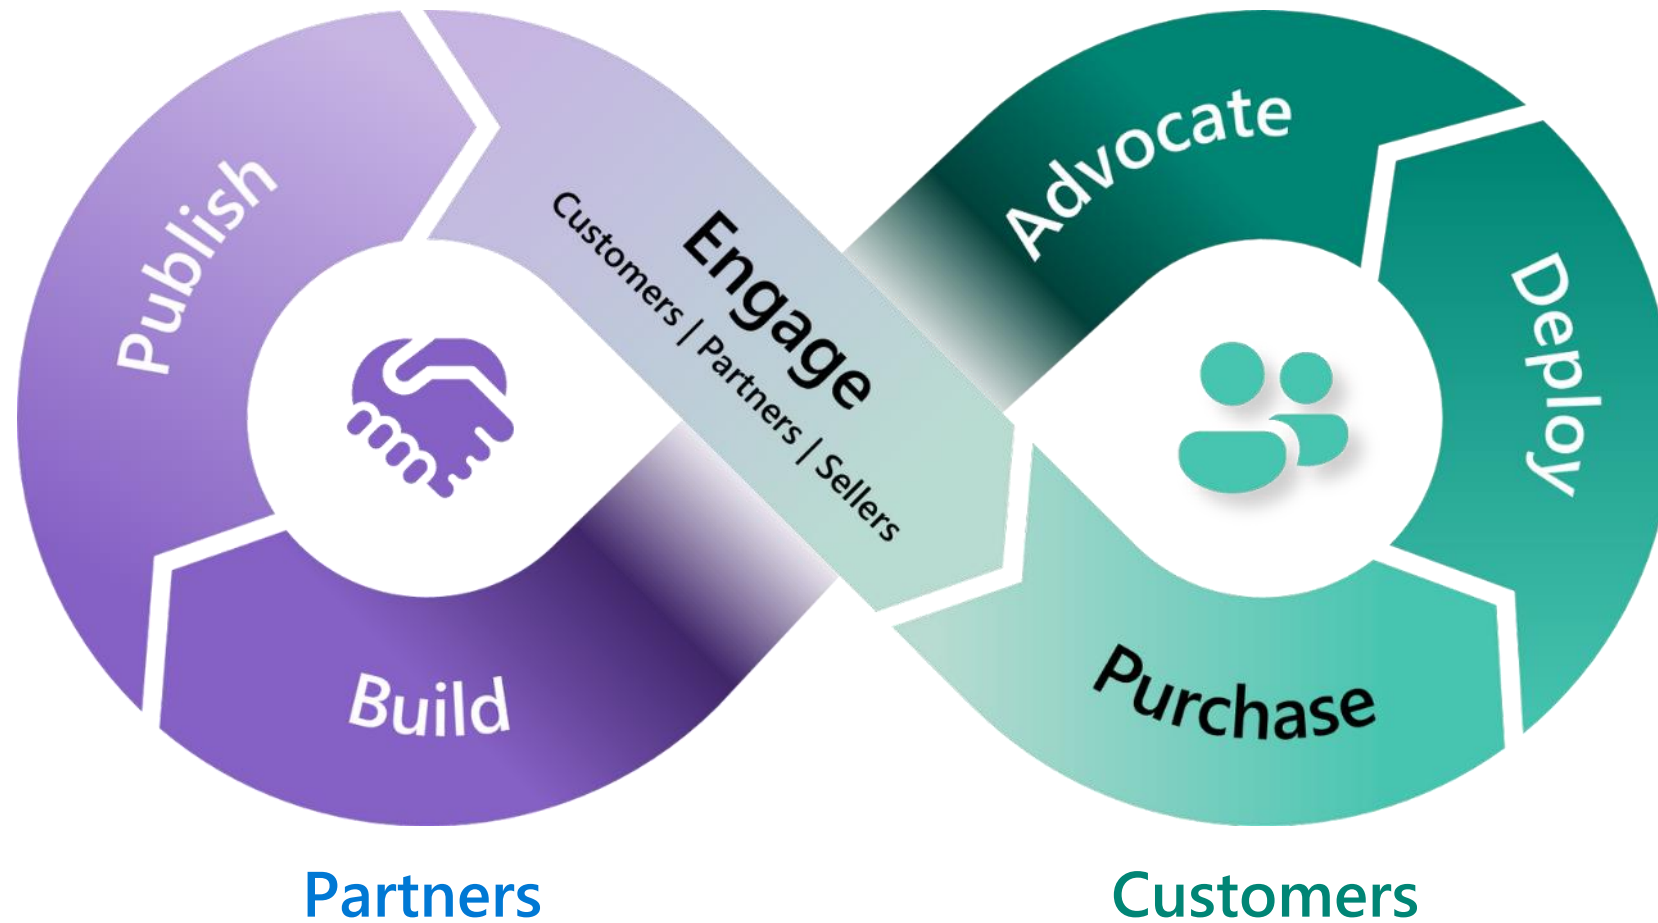 Publish
Build
Engage
Customers | Partners | Sellers
Advocate
Deploy
Purchase
Partners
Customers